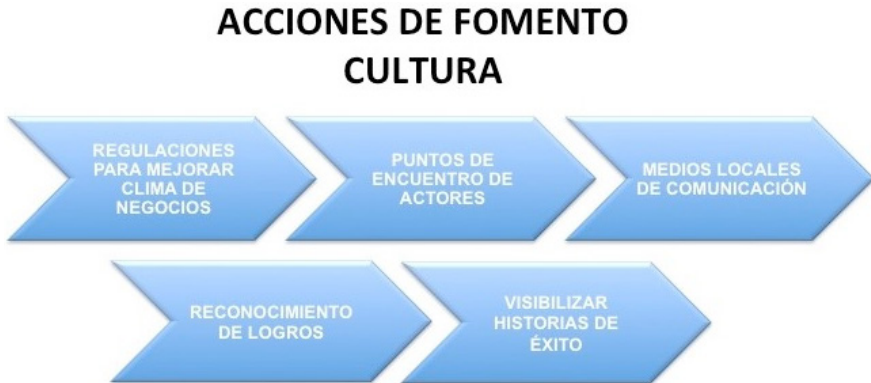 ACCIONES DE FOMENTO
CULTURA
REGULACIONES
PARA MEJORAR
CLIMA DE
NEGOCIOS
PUNTOS DE
ENCUENTRO DE
ACTORES
MEDIOS LOCALES
DE COMUNICACIÓN
RECONOCIMIENTO
DE LOGROS
VISIBILIZAR
HISTORIAS DE
ÉXITO